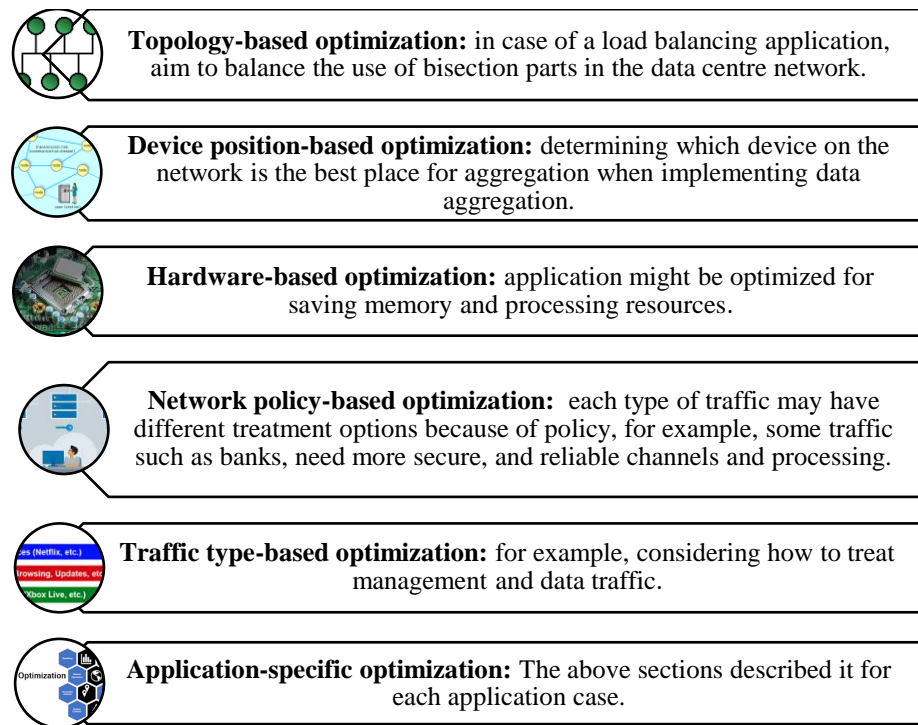 Topology-based optimization: in case of a load balancing application,
aim to balance the use of bisection parts in the data centre network.
Device position-based optimization: determining which device on the
network is the best place for aggregation when implementing data
aggregation.
Hardware-based optimization: application might be optimized for
saving memory and processing resources.
Network policy-based optimization: each type of traffic may have
different treatment options because of policy, for example, some traffic
such as banks, need more secure, and reliable channels and processing.
ces (Netflix, etc.)
Browsing, Updates, etc
Xbox Live, etc.)
Traffic type-based optimization: for example, considering how to treat
management and data traffic.
Optimization
Application-specific optimization: The above sections described it for
each application case.